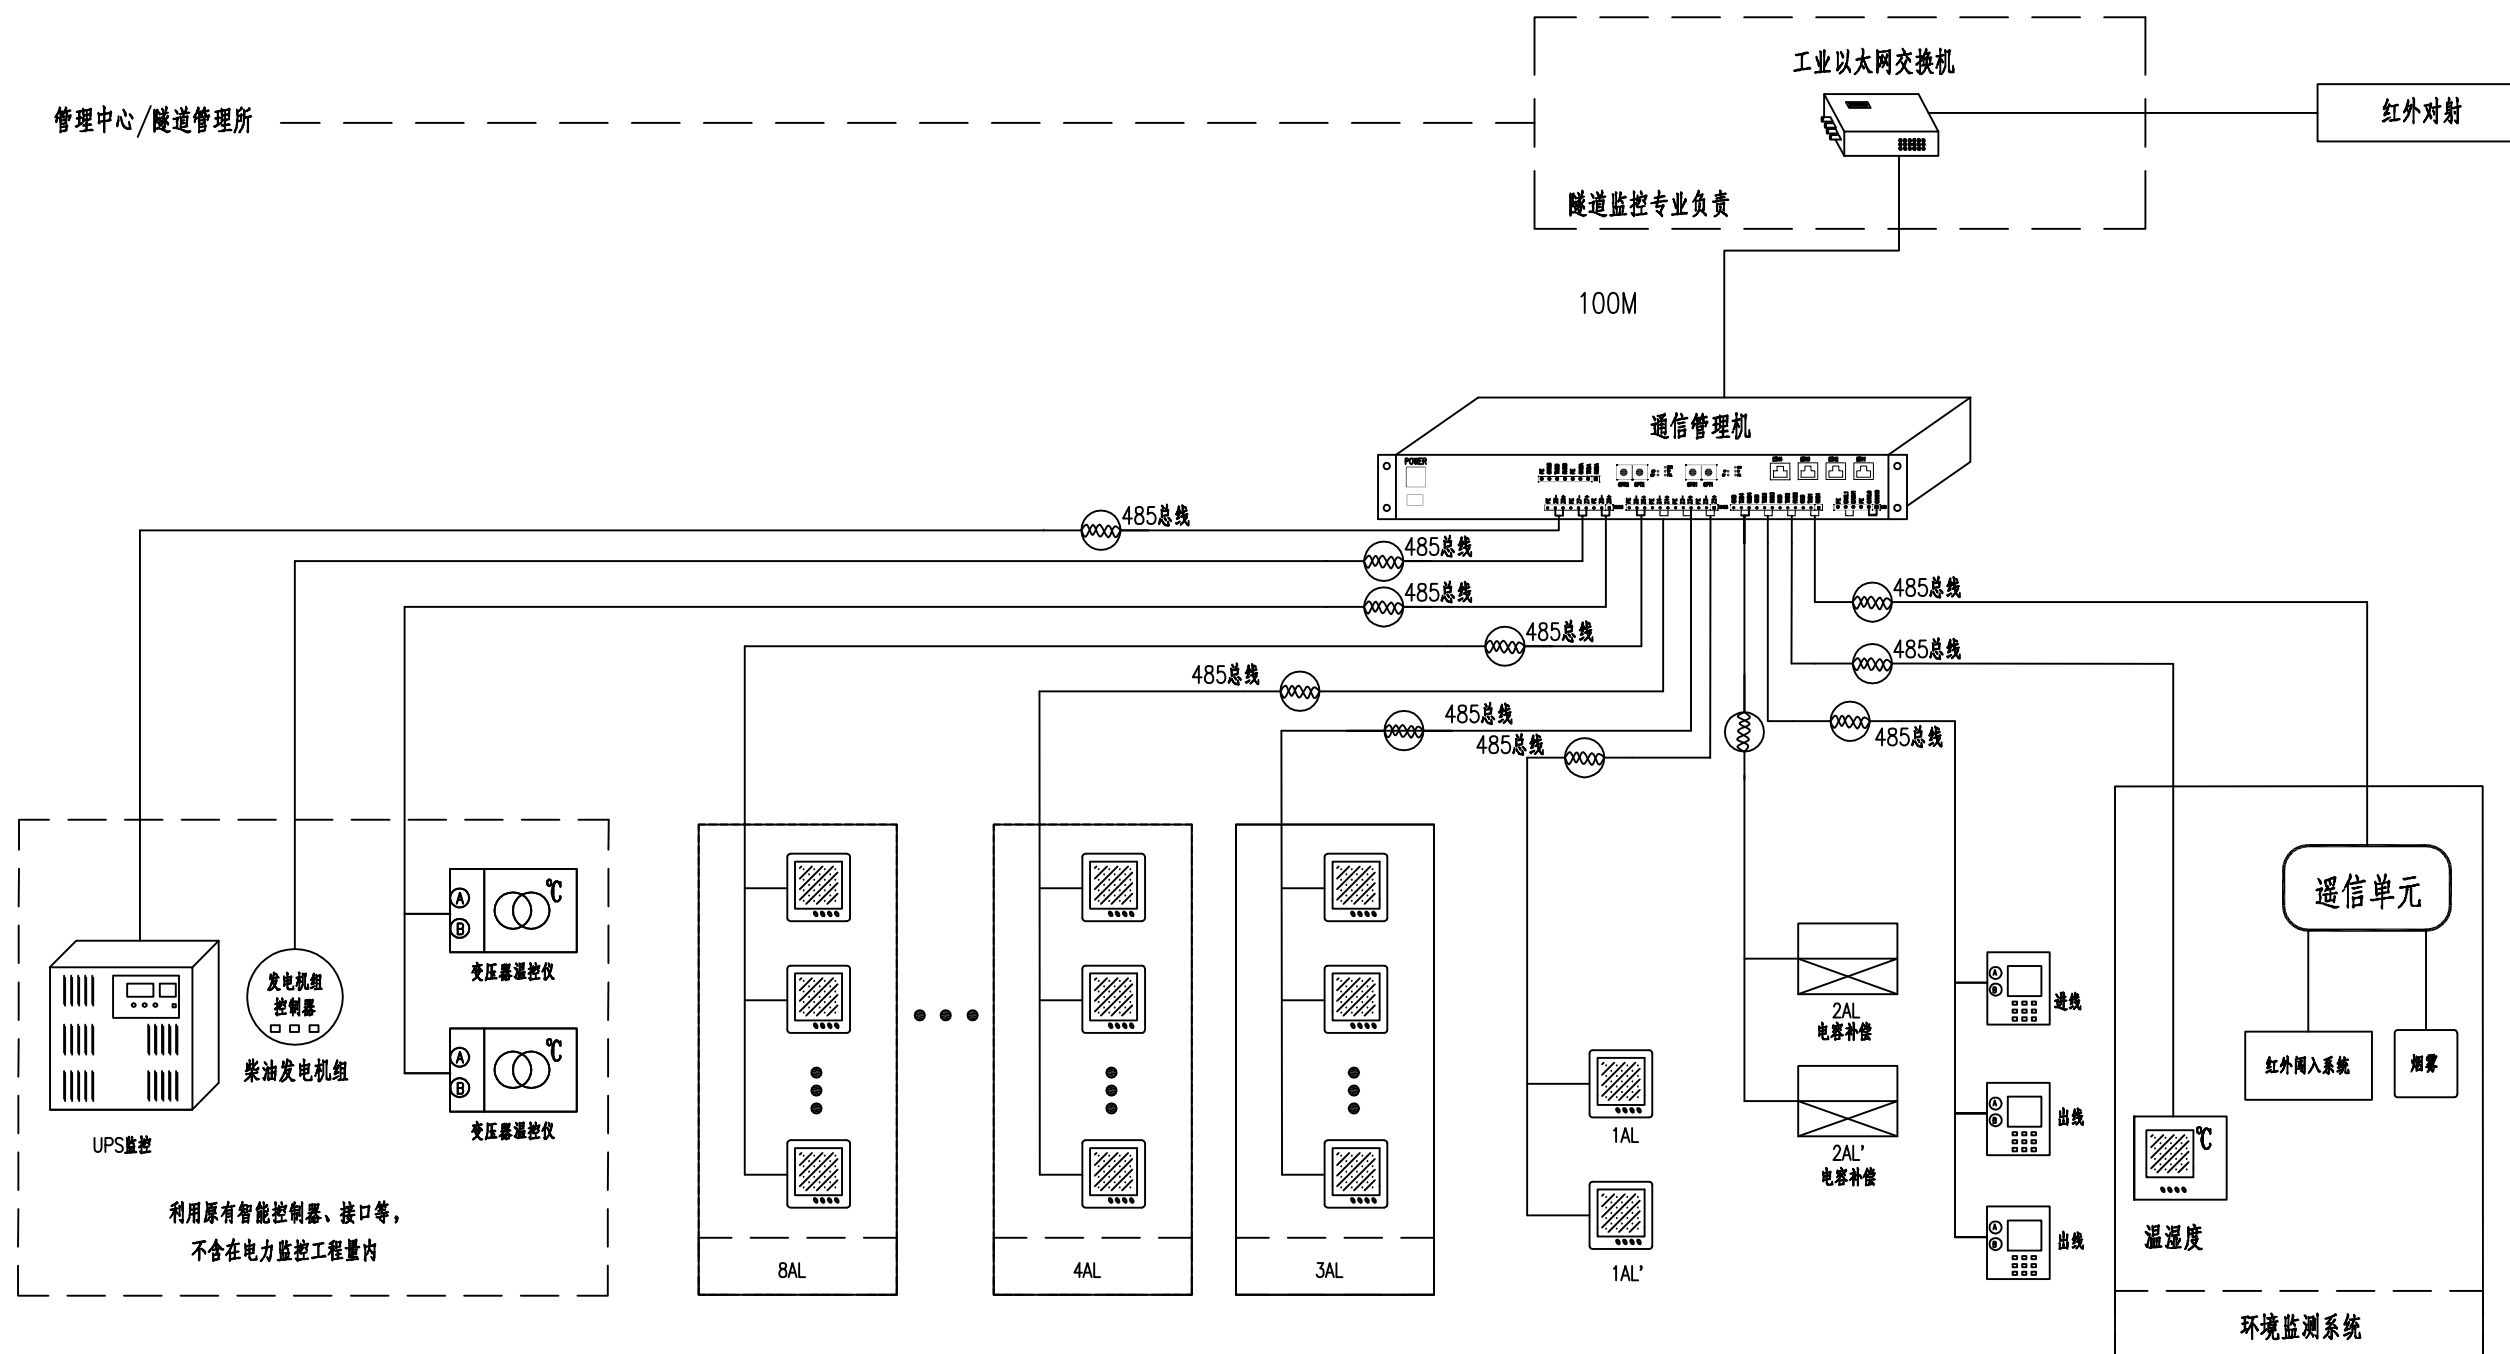 工业以太网交换机
管理中心/隧道管理所
红外对射
隧道监控专业负责
100M
通信管理机
POWER
485总线
485总线
485总线
485总线
485总线
485总线
485总线
485总线
485总线
485总线
℃
A
B
变压器温控仪
℃
A
B
变压器温控仪
发电机组
控制器
柴油发电机组
UPS监控
利用原有智能控制器、接口等，
不含在电力监控工程量内
8AL
4AL
3AL
1AL
1AL'
2AL
电容补偿
2AL'
电容补偿
A
B
进线
A
B
出线
A
B
出线
遥信单元
红外闯入系统
烟雾
℃
温湿度
环境监测系统